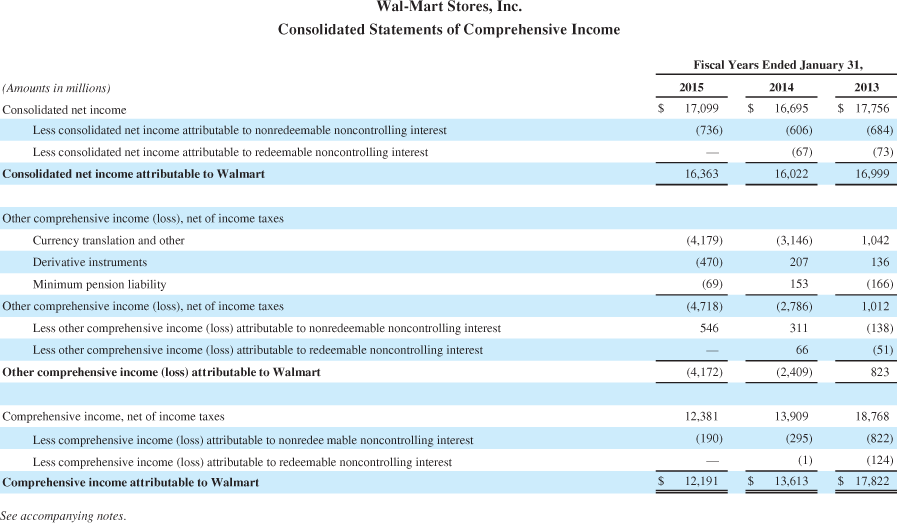 Wal-Mart Stores, Inc.
Consolidated Statements of Comprehensive Income
Fiscal Years Ended January 31,
(Amounts in millions) 2015 2014 2013
Consolidated net income $ 17,099 $ 16,695 $ 17,756
Less consolidated net income attributable to nonredeemable noncontrolling interest (736) (606) (684)
Less consolidated net income attributable to redeemable noncontrolling interest — (67) (73)
Consolidated net income attributable to Walmart 16,363 16,022 16,999
Other comprehensive income (loss), net of income taxes
Currency translation and other (4,179) (3,146) 1,042
Derivative instruments (470) 207 136
Minimum pension liability (69) 153 (166)
Other comprehensive income (loss), net of income taxes (4,718) (2,786) 1,012
Less other comprehensive income (loss) attributable to nonredeemable noncontrolling interest 546 311 (138)
Less other comprehensive income (loss) attributable to redeemable noncontrolling interest — 66 (51)
Other comprehensive income (loss) attributable to Walmart (4,172) (2,409) 823
Comprehensive income, net of income taxes 12,381 13,909 18,768
Less comprehensive income (loss) attributable to nonredee mable noncontrolling interest (190) (295) (822)
Less comprehensive income (loss) attributable to redeemable noncontrolling interest — (1) (124)
Comprehensive income attributable to Walmart $ 12,191 $ 13,613 $ 17,822
See accompanying notes.